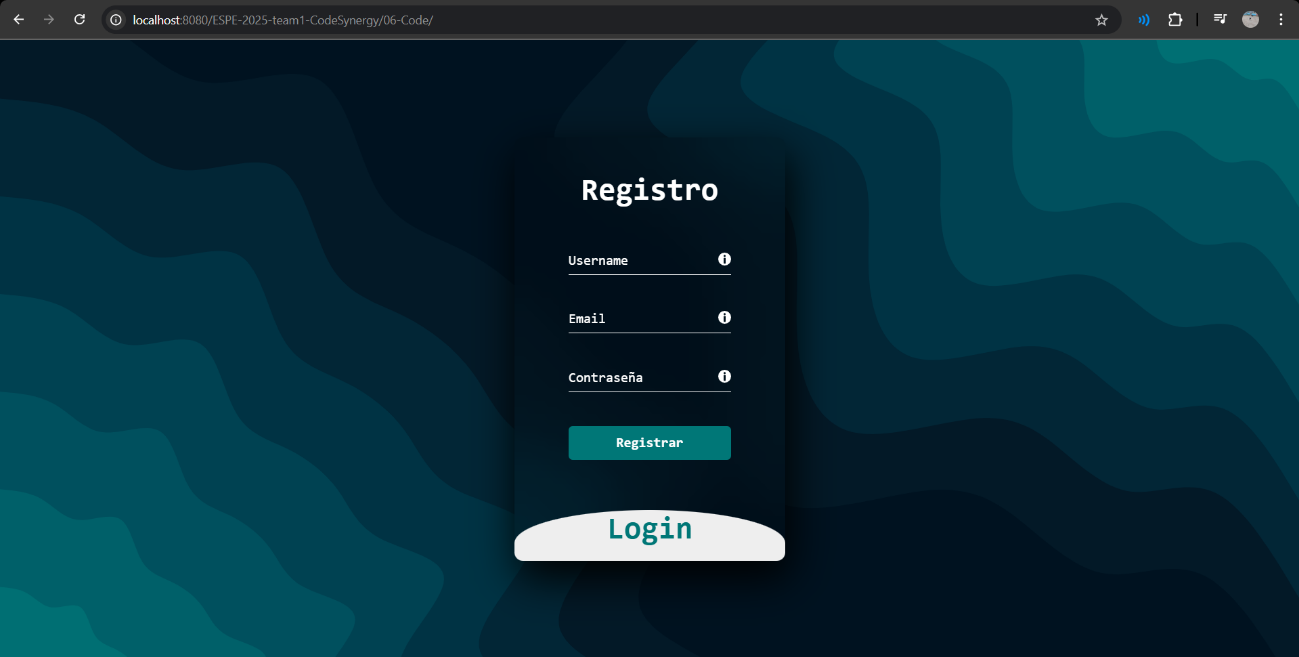 localhost:8080/ESPE-2025-team1-CodeSynergy/06-Code/
Registro
Username
Email
Contraseña
Registrar
Login